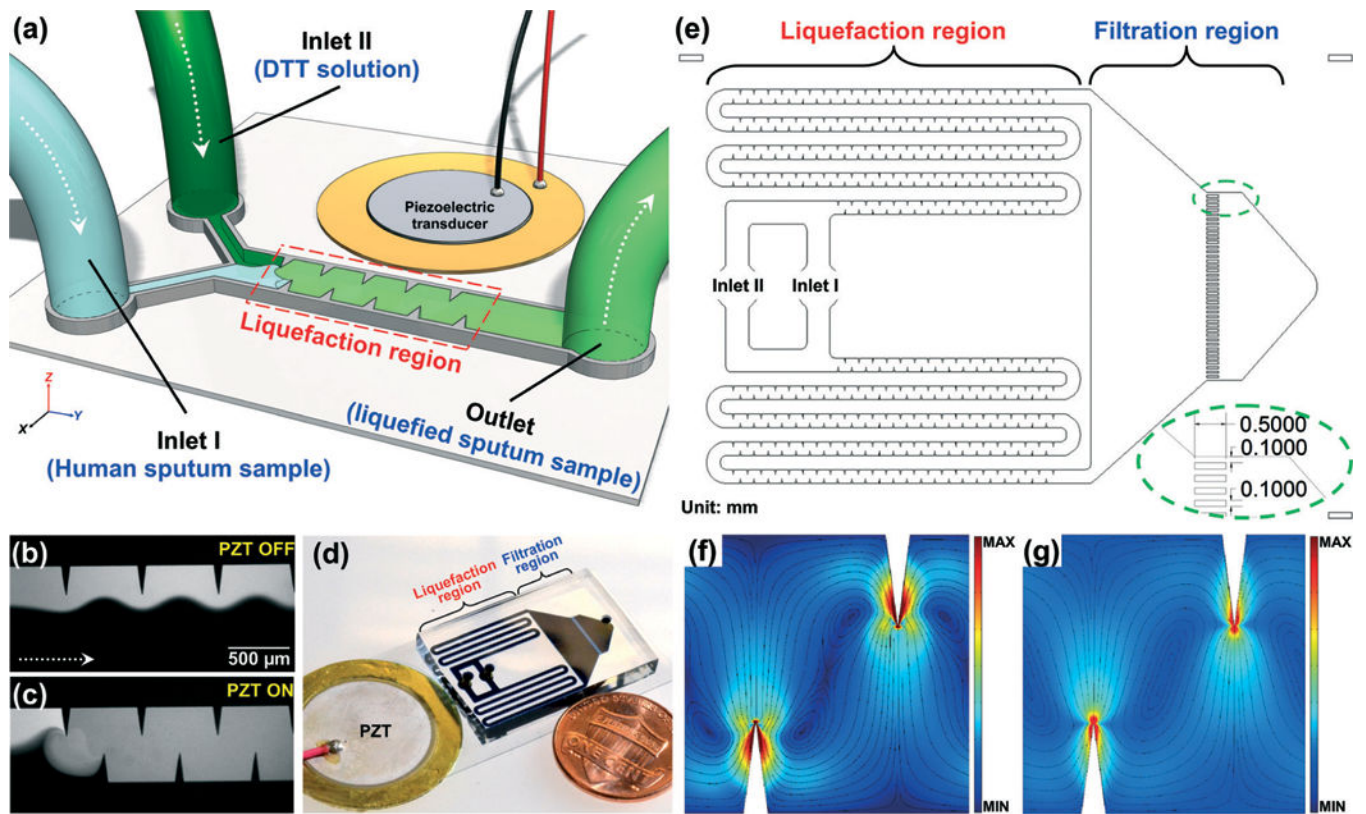 (a)
Inlet II
(DTT solution)
Piezoelectric
transducer
Liquefaction region
Z
X
Y
Inlet I
(Human sputum sample)
Outlet
(liquefied sputum sample)
(b)
PZT OFF
500 μm
(c)
PZT ON
(d)
Liquefaction
region
Filtration
region
PZT
ONE CENT
(e)
Liquefaction region
Filtration region
Inlet II
Inlet I
0.5000
0.1000
0.1000
Unit: mm
(f)
MAX
MIN
(g)
MAX
MIN